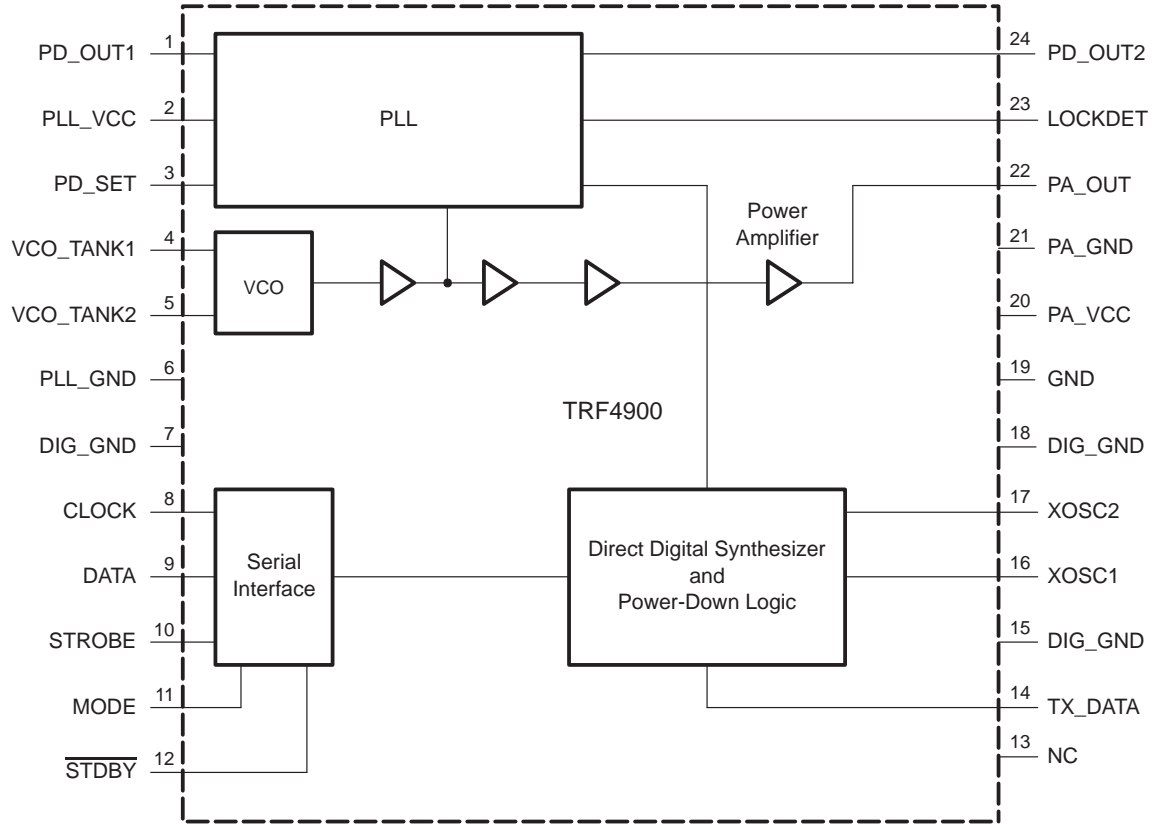 PD_OUT1
1
PLL_VCC
2
PD_SET
3
VCO_TANK1
4
VCO_TANK2
5
PLL_GND
6
DIG_GND
7
CLOCK
8
DATA
9
STROBE
10
MODE
11
STDBY
12
PLL
VCO
Power
Amplifier
TRF4900
Serial
Interface
Direct Digital Synthesizer
and
Power-Down Logic
24
PD_OUT2
23
LOCKDET
22
PA_OUT
21
PA_GND
20
PA_VCC
19
GND
18
DIG_GND
17
XOSC2
16
XOSC1
15
DIG_GND
14
TX_DATA
13
NC